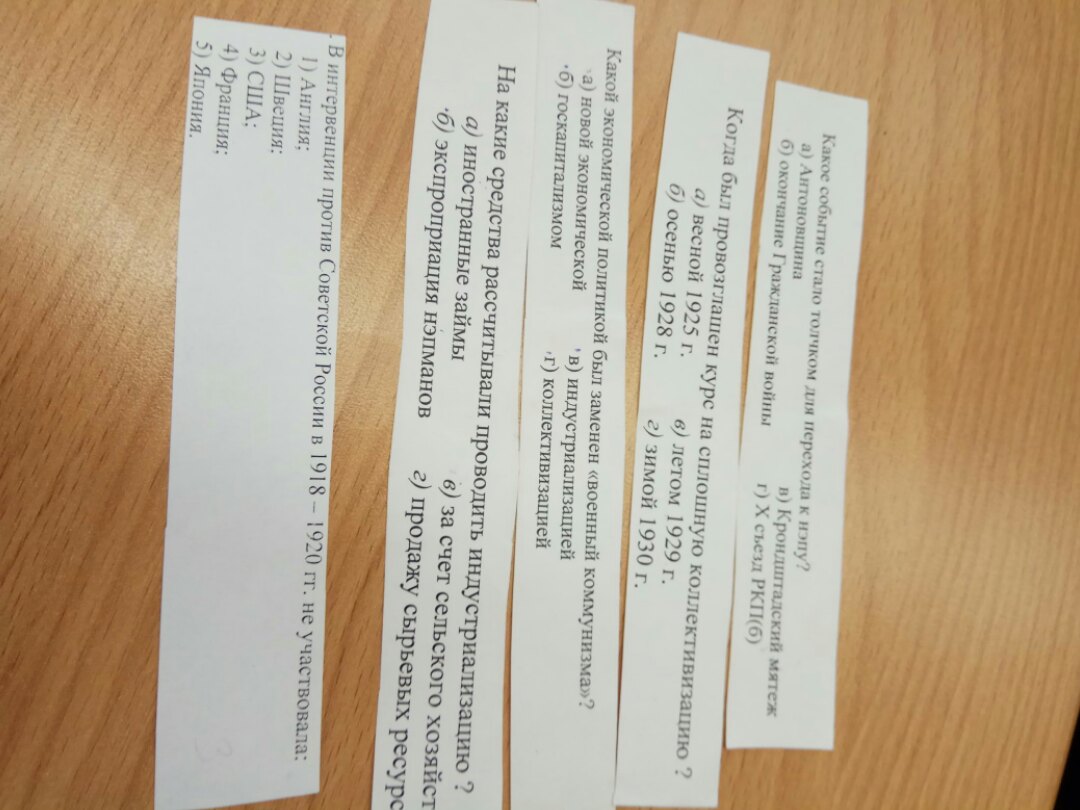 Какое событие стало толчком для перехода к нэпу?
а) Антоновщина в) Крондштадский мятеж
б) окончание Гражданской войны г) X съезд РКП(б)
Когда был провозглашен курс на сплошную коллективизацию ?
а) весной 1925 г. в) летом 1929 г.
б) осенью 1928 г. г) зимой 1930 г.
Какой экономической политикой был заменен «военный коммунизма»?
а) новой экономической в) индустриализацией
б) госкапитализмом г) коллективизацией
На какие средства рассчитывали проводить индустриализацию ?
а) иностранные займы в) за счет сельского хозяйст
б) экспроприация нэпманов г) продажу сырьевых ресурс
. В интервенции против Советской России в 1918 – 1920 гг. не участвовала:
1) Англия;
2) Швеция;
3) США;
4) Франция;
5) Япония.
3